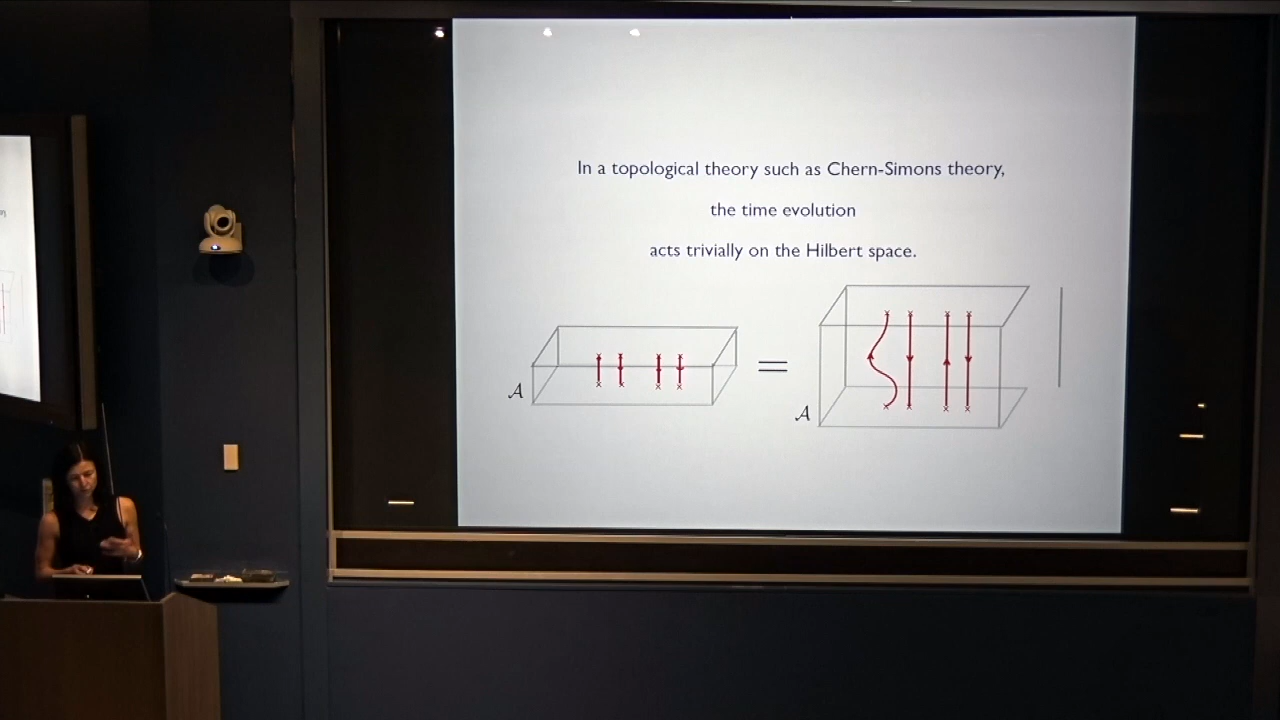 In a topological theory such as Chern-Simons theory,
the time evolution
acts trivially on the Hilbert space.
A
=
A